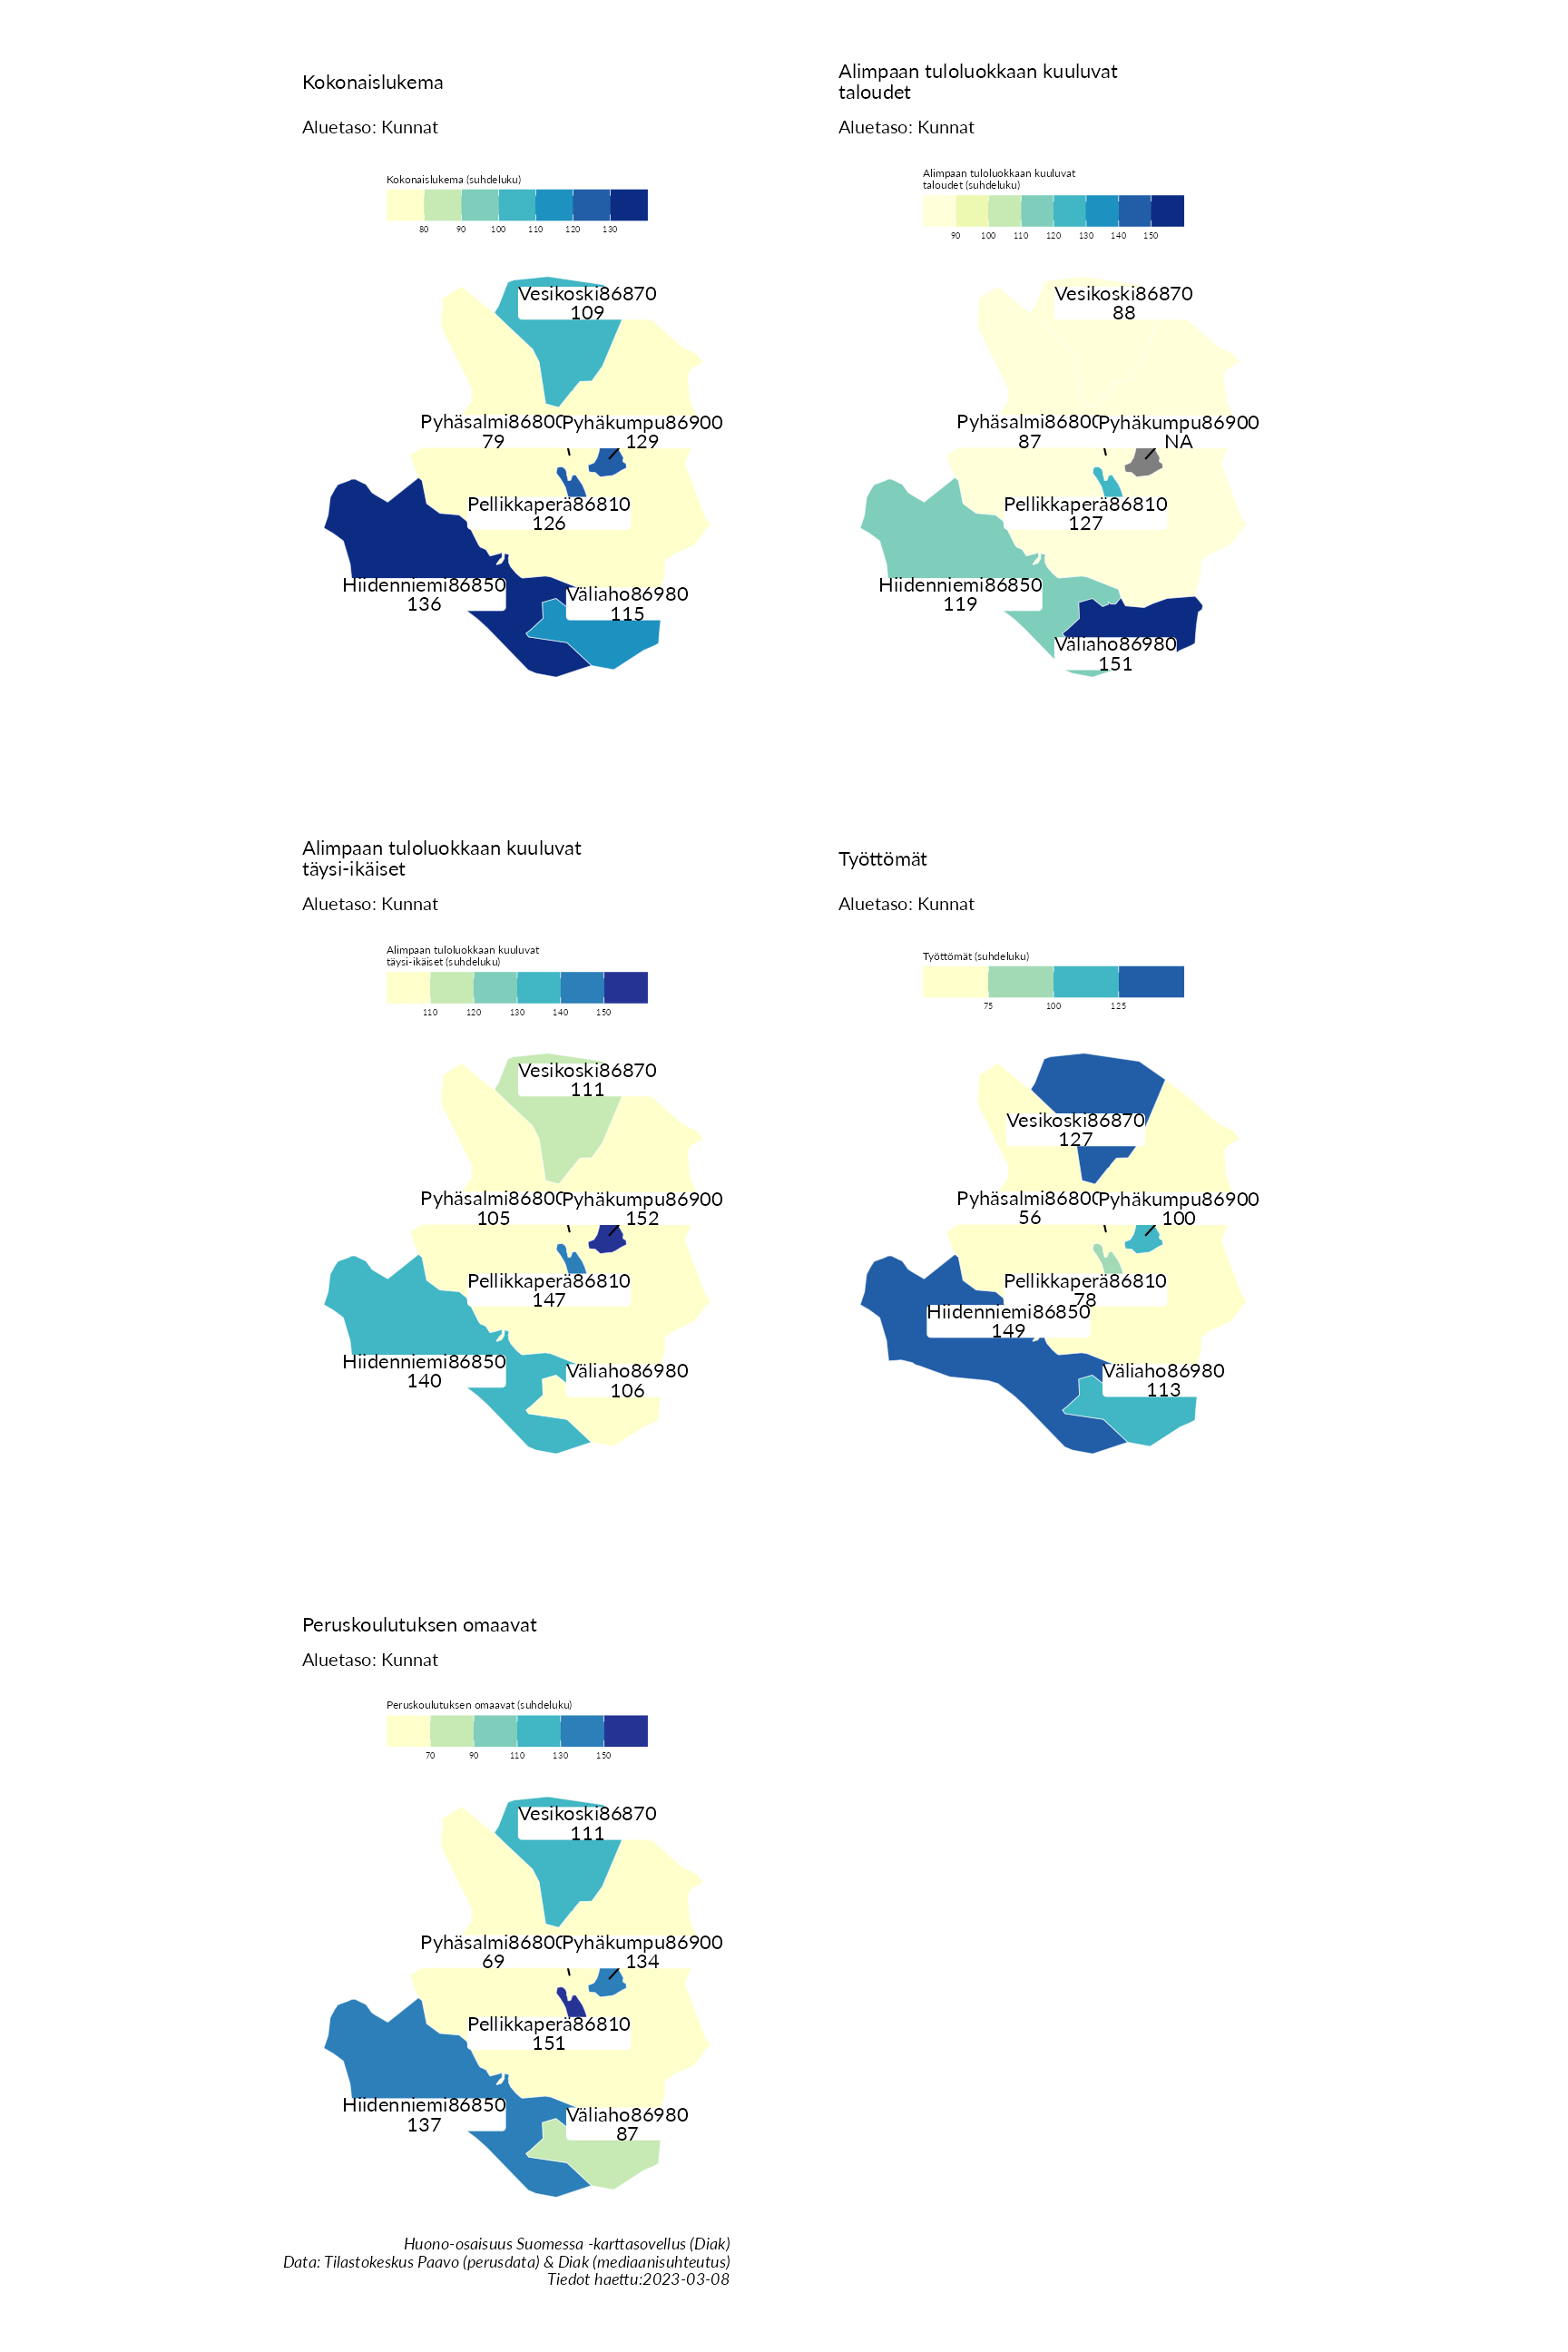 Kokonaislukema
Aluetaso: Kunnat
Kokonaislukema (suhdeluku)
80 90 100 110 120 130
Vesikoski86870
109
Pyhäsalmi86800
79
Pyhäkumpu86900
129
Pellikkaperä86810
126
Hiidenniemi86850
136
Väliaho86980
115
Alimpaan tuloluokkaan kuuluvat
taloudet
Aluetaso: Kunnat
Alimpaan tuloluokkaan kuuluvat
taloudet (suhdeluku)
90 100 110 120 130 140 150
Vesikoski86870
88
Pyhäsalmi86800
87
Pyhäkumpu86900
NA
Pellikkaperä86810
127
Hiidenniemi86850
119
Väliaho86980
151
Alimpaan tuloluokkaan kuuluvat
täysi-ikäiset
Aluetaso: Kunnat
Alimpaan tuloluokkaan kuuluvat
täysi-ikäiset (suhdeluku)
110 120 130 140 150
Vesikoski86870
111
Pyhäsalmi86800
105
Pyhäkumpu86900
152
Pellikkaperä86810
147
Hiidenniemi86850
140
Väliaho86980
106
Työttömät
Aluetaso: Kunnat
Työttömät (suhdeluku)
75 100 125
Vesikoski86870
127
Pyhäsalmi86800
56
Pyhäkumpu86900
100
Pellikkaperä86810
78
Hiidenniemi86850
149
Väliaho86980
113
Peruskoulutuksen omaavat
Aluetaso: Kunnat
Peruskoulutuksen omaavat (suhdeluku)
70 90 110 130 150
Vesikoski86870
111
Pyhäsalmi86800
69
Pyhäkumpu86900
134
Pellikkaperä86810
151
Hiidenniemi86850
137
Väliaho86980
87
Huono-osaisuus Suomessa -karttasovellus (Diak)
Data: Tilastokeskus Paavo (perusdata) & Diak (mediaanisuhteutus)
Tiedot haettu:2023-03-08